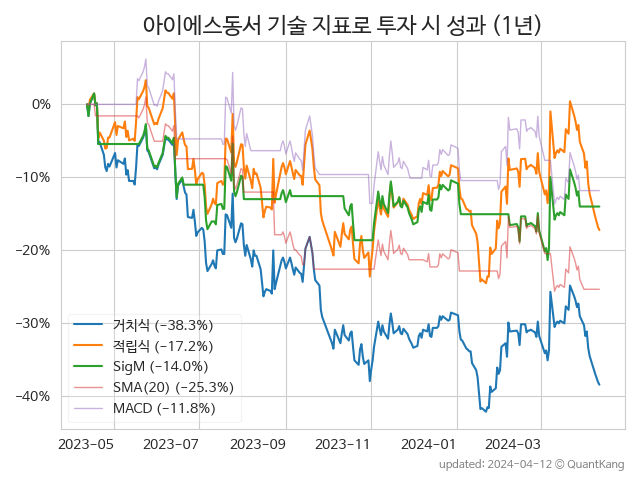 아이에스동서 기술 지표로 투자 시 성과 (1년)
0%
−10%
−20%
−30%
−40%
거치식 (−38.3%)
적립식 (−17.2%)
SigM (−14.0%)
SMA(20) (−25.3%)
MACD (−11.8%)
2023-05 2023-07 2023-09 2023-11 2024-01 2024-03
updated: 2024-04-12 © QuantKang